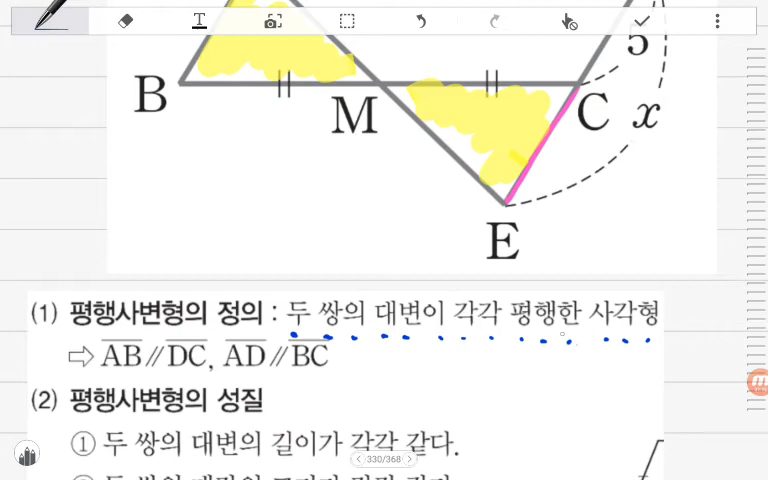 T
5
B
M
C
x
E
(1) 평행사변형의 정의 : 두 쌍의 대변이 각각 평행한 사각형
⇨ AB∥DC, AD∥BC
(2) 평행사변형의 성질
① 두 쌍의 대변의 길이가 각각 같다.
330/368